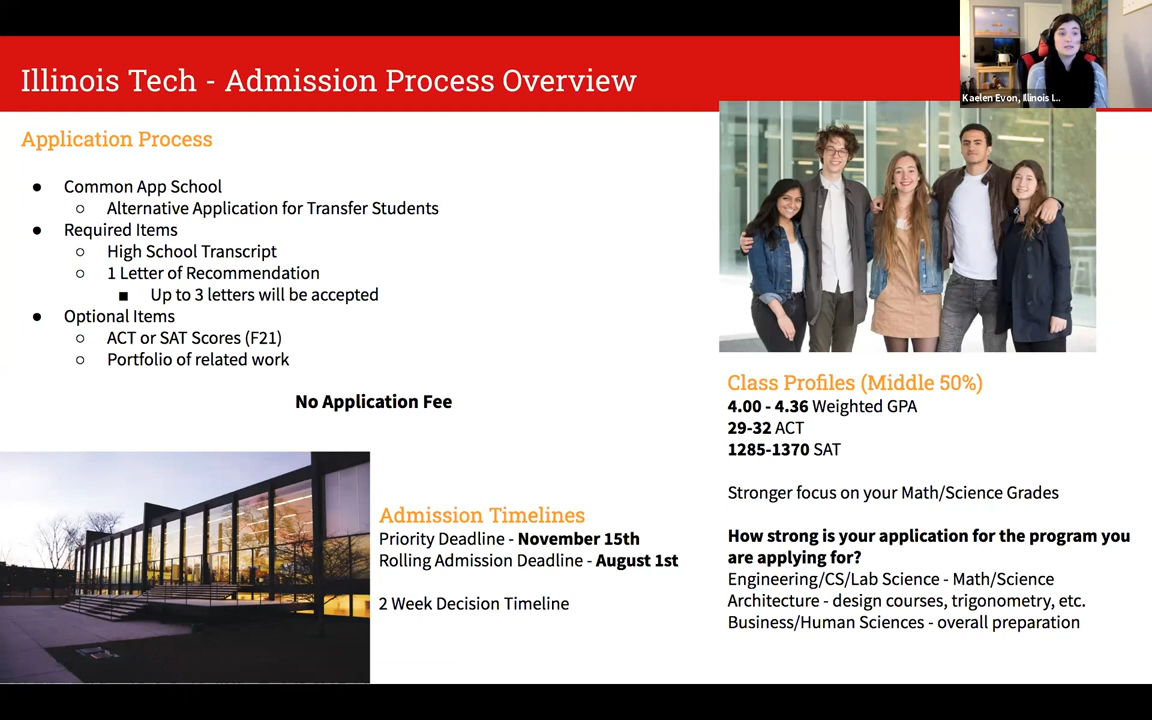 Illinois Tech - Admission Process Overview
Kaelen Evon, Illinois I...
Application Process
● Common App School
○ Alternative Application for Transfer Students
● Required Items
○ High School Transcript
○ 1 Letter of Recommendation
■ Up to 3 letters will be accepted
● Optional Items
○ ACT or SAT Scores (F21)
○ Portfolio of related work
No Application Fee
Admission Timelines
Priority Deadline - November 15th
Rolling Admission Deadline - August 1st
2 Week Decision Timeline
Class Profiles (Middle 50%)
4.00 - 4.36 Weighted GPA
29-32 ACT
1285-1370 SAT
Stronger focus on your Math/Science Grades
How strong is your application for the program you
are applying for?
Engineering/CS/Lab Science - Math/Science
Architecture - design courses, trigonometry, etc.
Business/Human Sciences - overall preparation